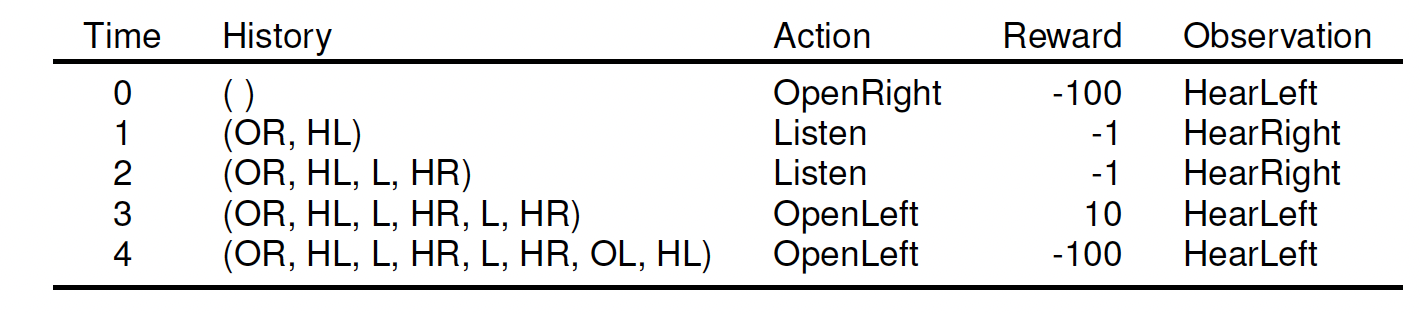 Time History Action Reward Observation
0 ( ) OpenRight -100 HearLeft
1 (OR, HL) Listen -1 HearRight
2 (OR, HL, L, HR) Listen -1 HearRight
3 (OR, HL, L, HR, L, HR) OpenLeft 10 HearLeft
4 (OR, HL, L, HR, L, HR, OL, HL) OpenLeft -100 HearLeft